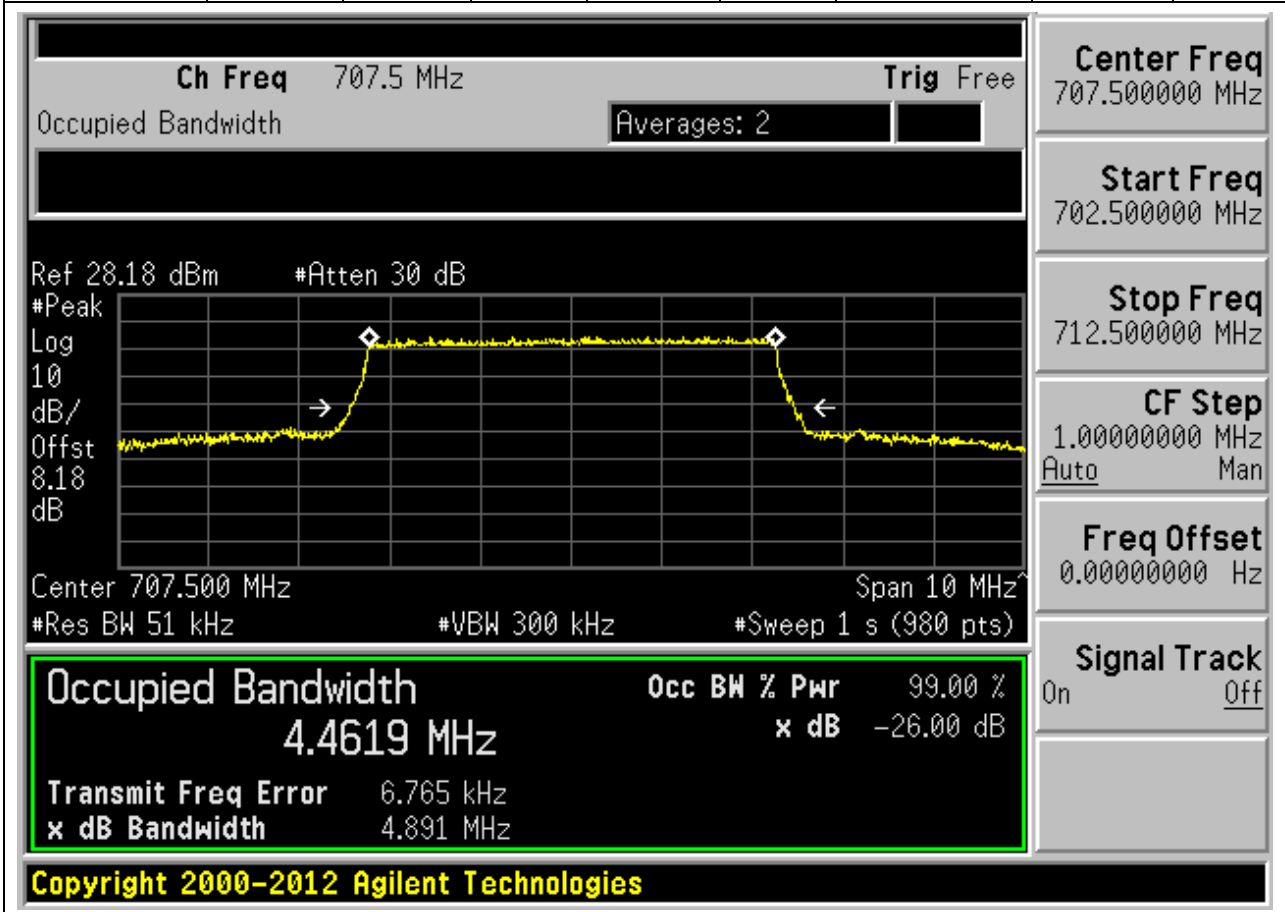 Ch Freq 707.5 MHz Trig Free
Occupied Bandwidth Averages: 2
Ref 28.18 dBm #Atten 30 dB
#Peak
Log
10
dB/
Offst
8.18
dB
Center 707.500 MHz Span 10 MHz^
#Res BW 51 kHz #VBW 300 kHz #Sweep 1 s (980 pts)
Occupied Bandwidth
4.4619 MHz
Occ BW % Pwr 99.00 %
x dB -26.00 dB
Transmit Freq Error 6.765 kHz
x dB Bandwidth 4.891 MHz
Copyright 2000-2012 Agilent Technologies
Center Freq
707.500000 MHz
Start Freq
702.500000 MHz
Stop Freq
712.500000 MHz
CF Step
1.00000000 MHz
Auto Man
Freq Offset
0.00000000 Hz
Signal Track
On Off